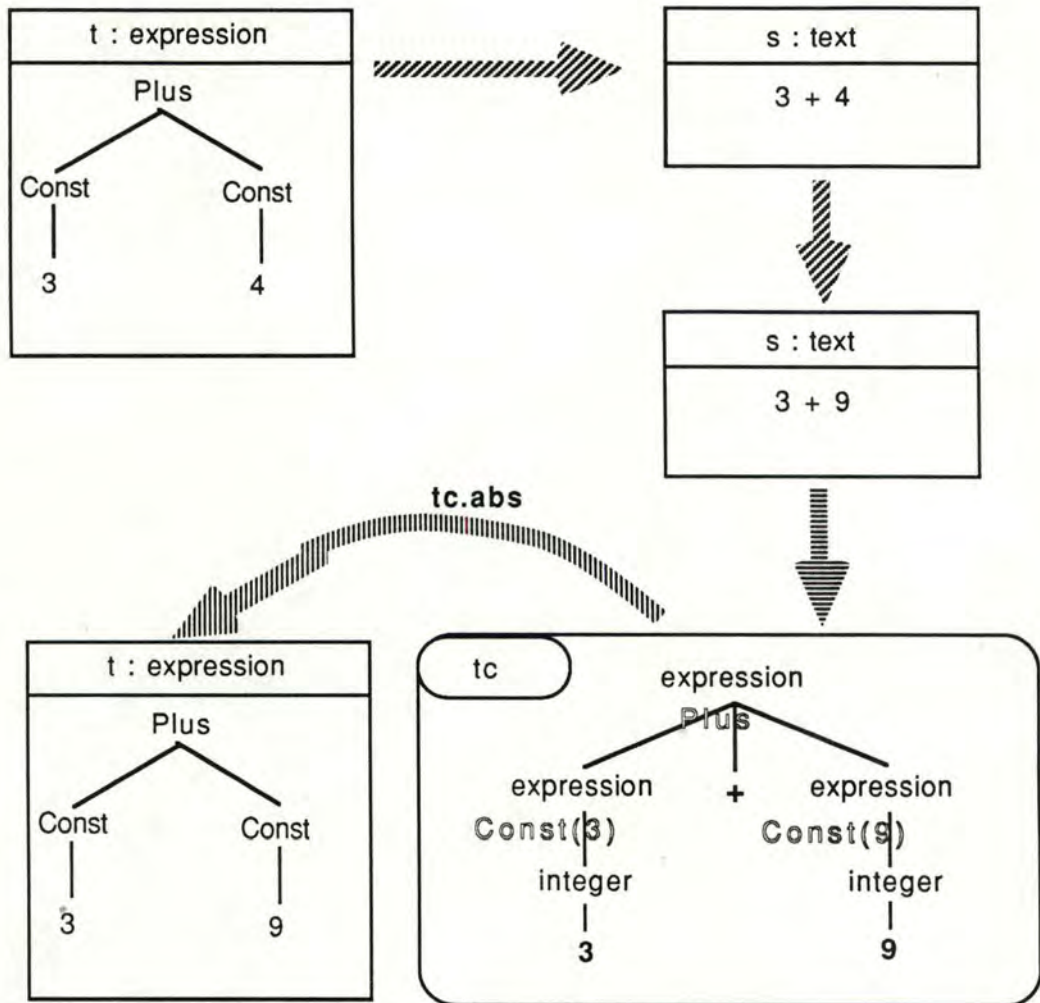 t : expression
Plus
Const Const
3 4
s : text
3 + 4
s : text
3 + 9
tc.abs
t : expression
Plus
Const Const
3 9
tc
expression
Plus
expression + expression
Const(3) Const(9)
integer integer
3 9